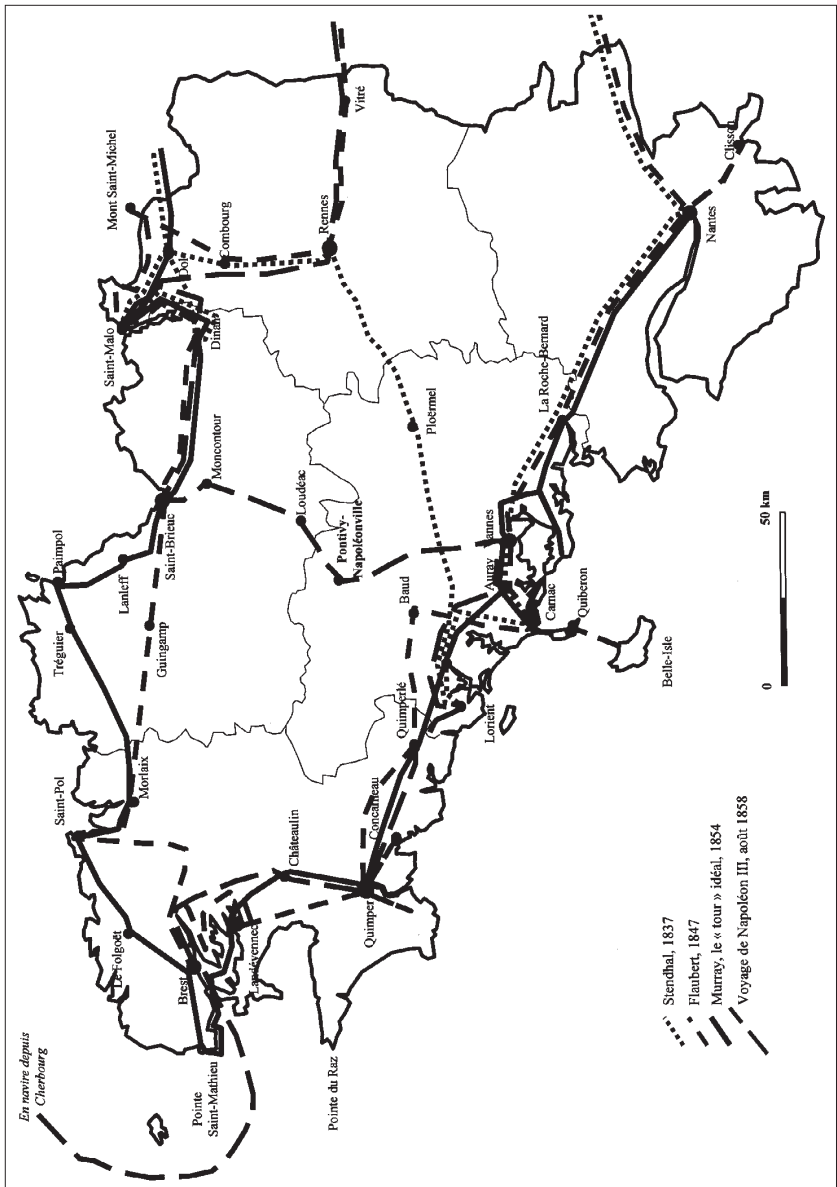 En navire depuis
Cherbourg
Pointe
Saint-Mathieu
Brest
Le Folgoët
Saint-Pol
Morlaix
Landévennec
Châteaulin
Pointe du Raz
Quimper
Concarneau
Quimperlé
Lorient
Tréguier
Paimpol
Lanleff
Guingamp
Saint-Brieuc
Moncontour
Loudéac
Pontivy-
Napoléonville
Baud
Auray
Vannes
Carnac
Quiberon
Belle-Isle
Saint-Malo
Dinan
Dol
Mont Saint-Michel
Combourg
Rennes
Vitré
Ploërmel
La Roche-Bernard
Nantes
Clisson
0
50 km
Stendhal, 1837
Flaubert, 1847
Murray, le « tour » idéal, 1854
Voyage de Napoléon III, août 1858